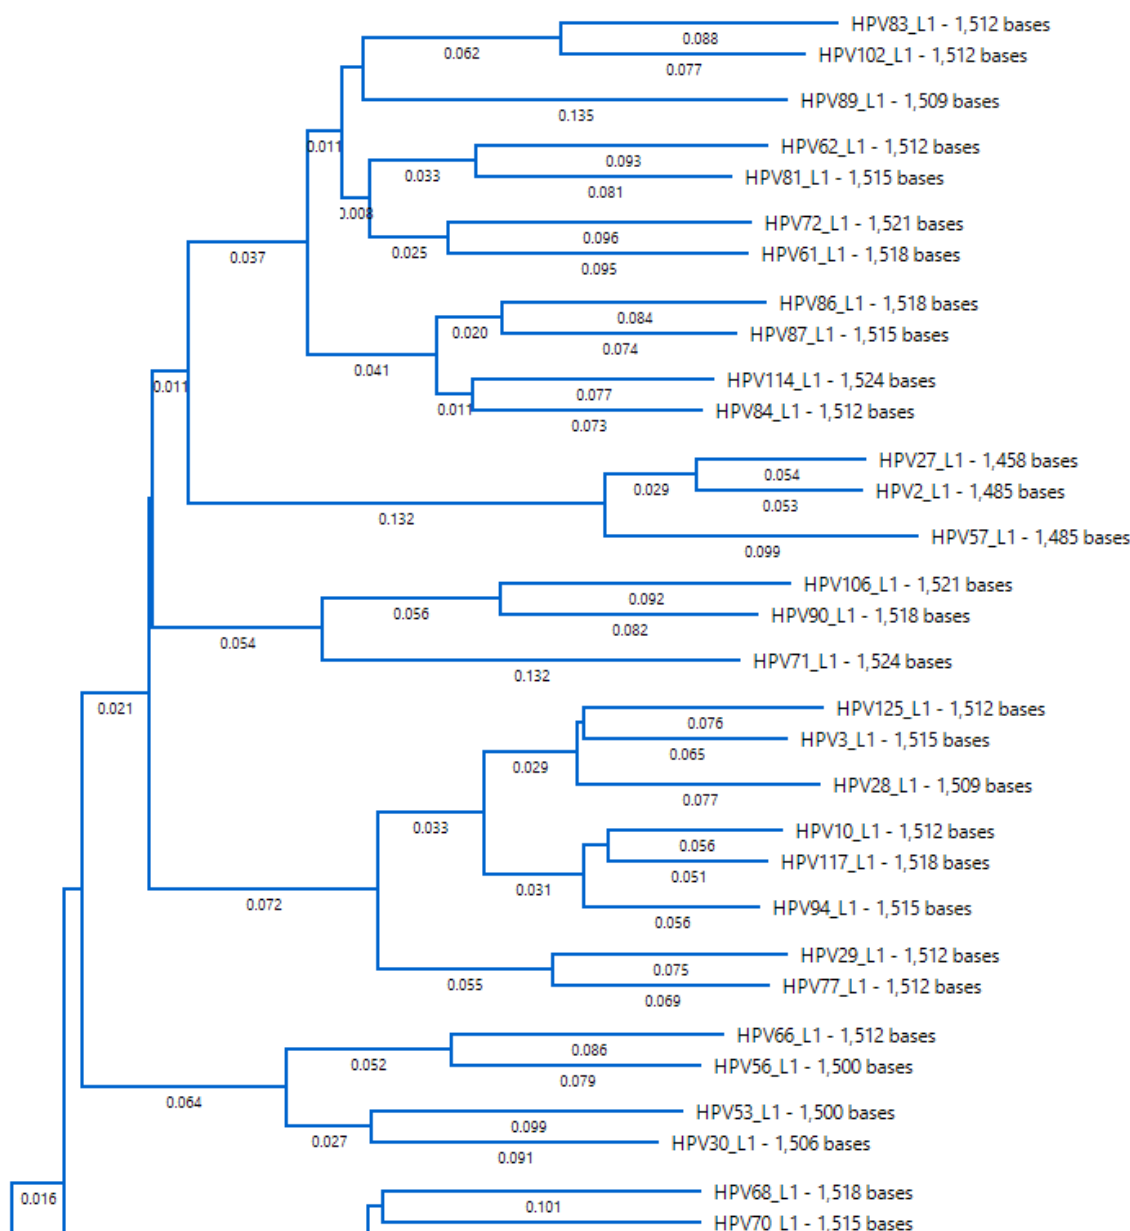 HPV83_L1 - 1,512 bases
0.088
0.062
HPV102_L1 - 1,512 bases
0.077
HPV89_L1 - 1,509 bases
0.135
0.011
HPV62_L1 - 1,512 bases
0.093
0.033
HPV81_L1 - 1,515 bases
0.081
0.008
HPV72_L1 - 1,521 bases
0.096
0.025
HPV61_L1 - 1,518 bases
0.095
0.037
HPV86_L1 - 1,518 bases
0.084
0.020
HPV87_L1 - 1,515 bases
0.074
0.041
HPV114_L1 - 1,524 bases
0.077
0.011
HPV84_L1 - 1,512 bases
0.073
0.011
HPV27_L1 - 1,458 bases
0.054
0.029
HPV2_L1 - 1,485 bases
0.053
0.132
HPV57_L1 - 1,485 bases
0.099
HPV106_L1 - 1,521 bases
0.092
0.056
HPV90_L1 - 1,518 bases
0.082
0.054
HPV71_L1 - 1,524 bases
0.132
0.021
HPV125_L1 - 1,512 bases
0.076
HPV3_L1 - 1,515 bases
0.065
0.029
HPV28_L1 - 1,509 bases
0.077
0.033
HPV10_L1 - 1,512 bases
0.056
HPV117_L1 - 1,518 bases
0.051
0.031
HPV94_L1 - 1,515 bases
0.056
0.072
HPV29_L1 - 1,512 bases
0.075
0.055
HPV77_L1 - 1,512 bases
0.069
HPV66_L1 - 1,512 bases
0.086
0.052
HPV56_L1 - 1,500 bases
0.079
0.064
HPV53_L1 - 1,500 bases
0.099
0.027
HPV30_L1 - 1,506 bases
0.091
0.016
HPV68_L1 - 1,518 bases
0.101
HPV70_L1 - 1,515 bases